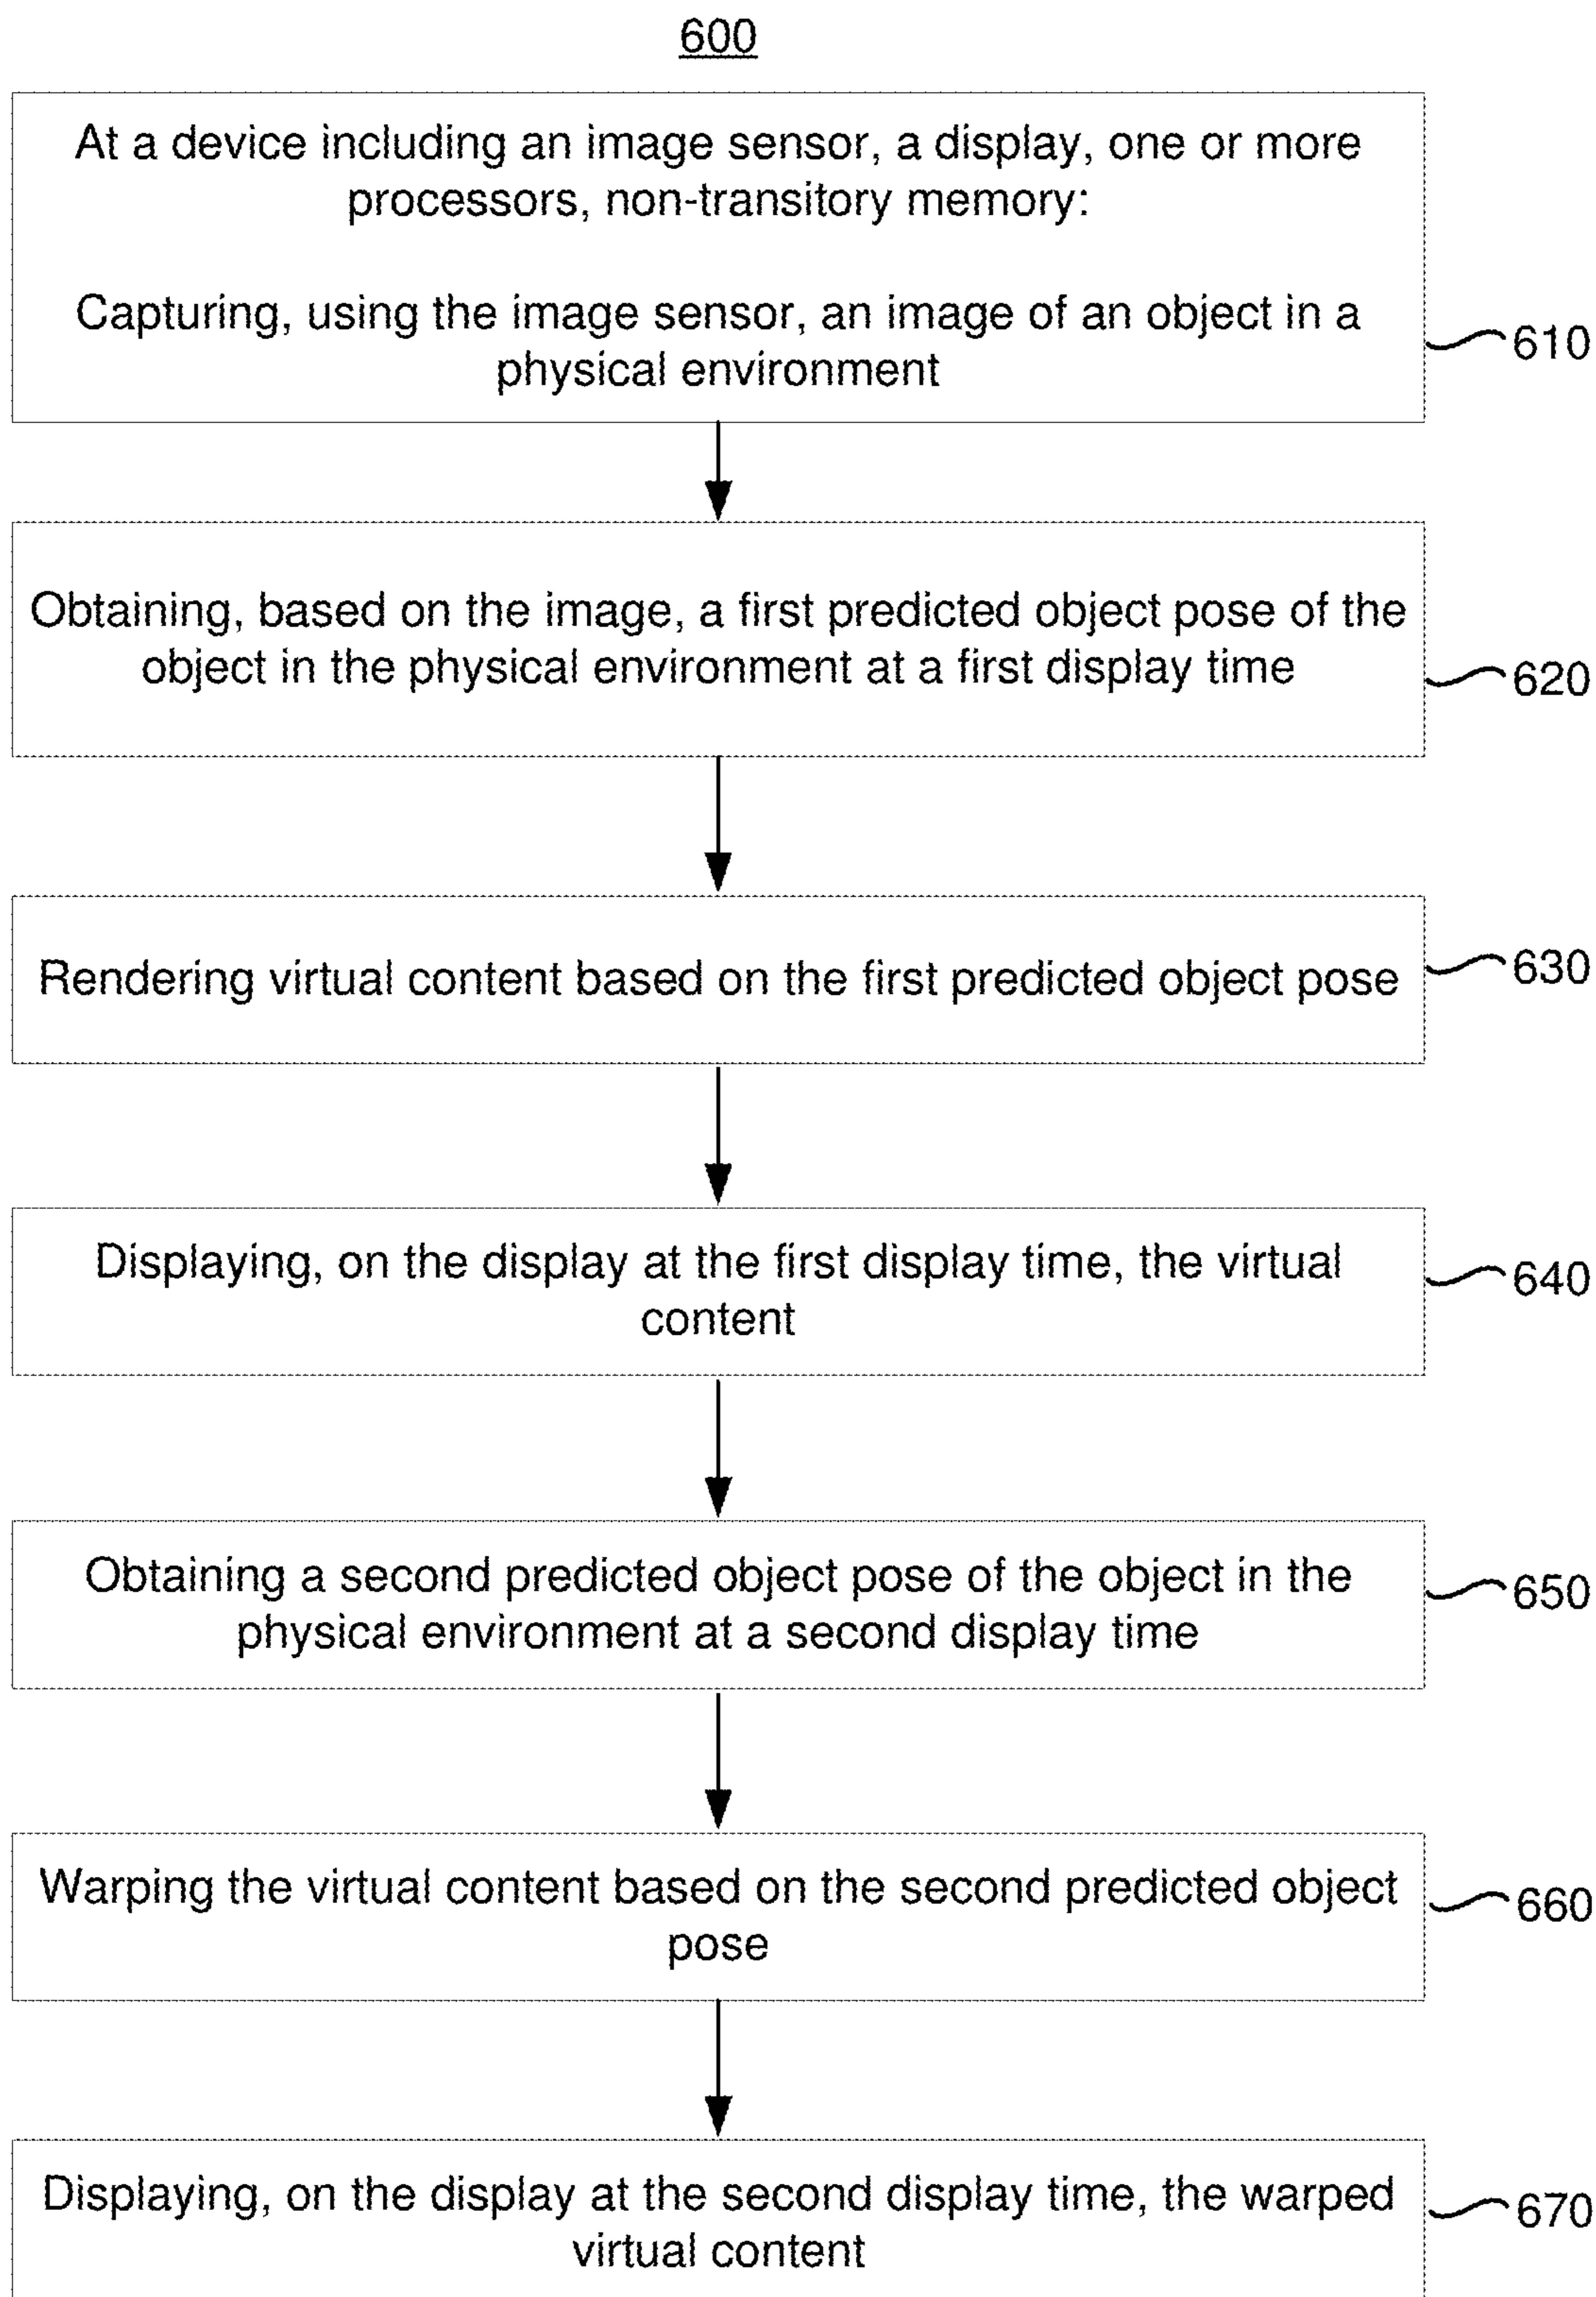 600
At a device including an image sensor, a display, one or more
processors, non-transitory memory:
Capturing, using the image sensor, an image of an object in a
physical environment
610
Obtaining, based on the image, a first predicted object pose of the
object in the physical environment at a first display time
620
Rendering virtual content based on the first predicted object pose
630
Displaying, on the display at the first display time, the virtual
content
640
Obtaining a second predicted object pose of the object in the
physical environment at a second display time
650
Warping the virtual content based on the second predicted object
pose
660
Displaying, on the display at the second display time, the warped
virtual content
670